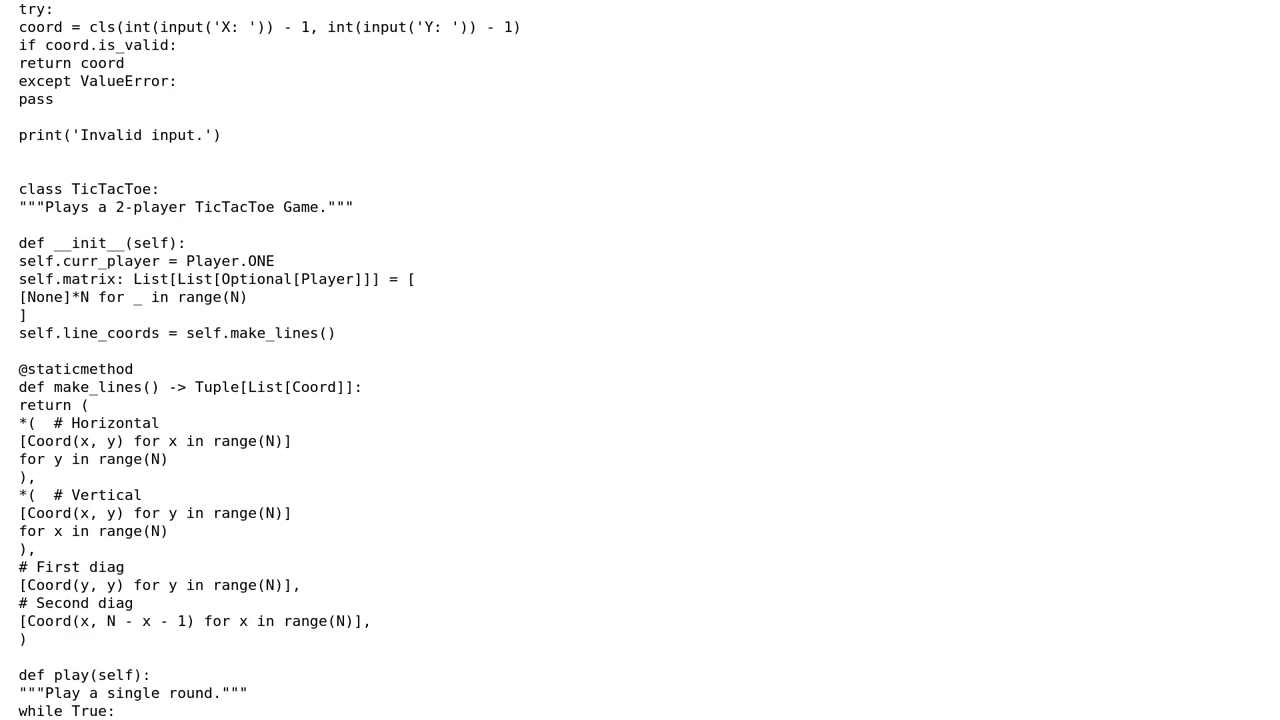 try:
coord = cls(int(input('X: ')) - 1, int(input('Y: ')) - 1)
if coord.is_valid:
return coord
except ValueError:
pass
print('Invalid input.')
class TicTacToe:
"""Plays a 2-player TicTacToe Game."""
def __init__(self):
self.curr_player = Player.ONE
self.matrix: List[List[Optional[Player]]] = [
[None]*N for _ in range(N)
]
self.line_coords = self.make_lines()
@staticmethod
def make_lines() -> Tuple[List[Coord]]:
return (
*(  # Horizontal
[Coord(x, y) for x in range(N)]
for y in range(N)
),
*(  # Vertical
[Coord(x, y) for y in range(N)]
for x in range(N)
),
# First diag
[Coord(y, y) for y in range(N)],
# Second diag
[Coord(x, N - x - 1) for x in range(N)],
)
def play(self):
"""Play a single round."""
while True: